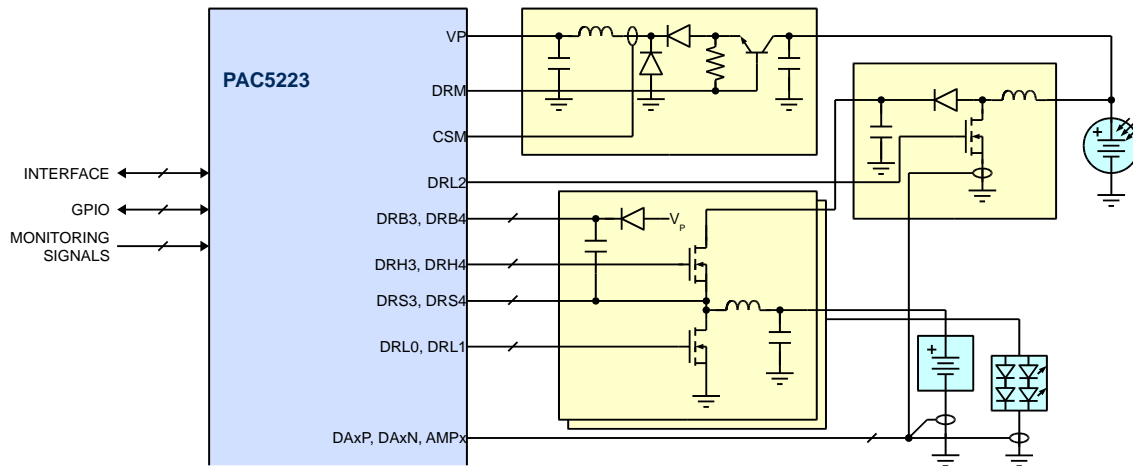 PAC5223
VP
DRM
CSM
DRL2
DRB3, DRB4
DRH3, DRH4
DRS3, DRS4
DRL0, DRL1
DAxP, DAxN, AMPx
INTERFACE
GPIO
MONITORING
SIGNALS
VP
+
+